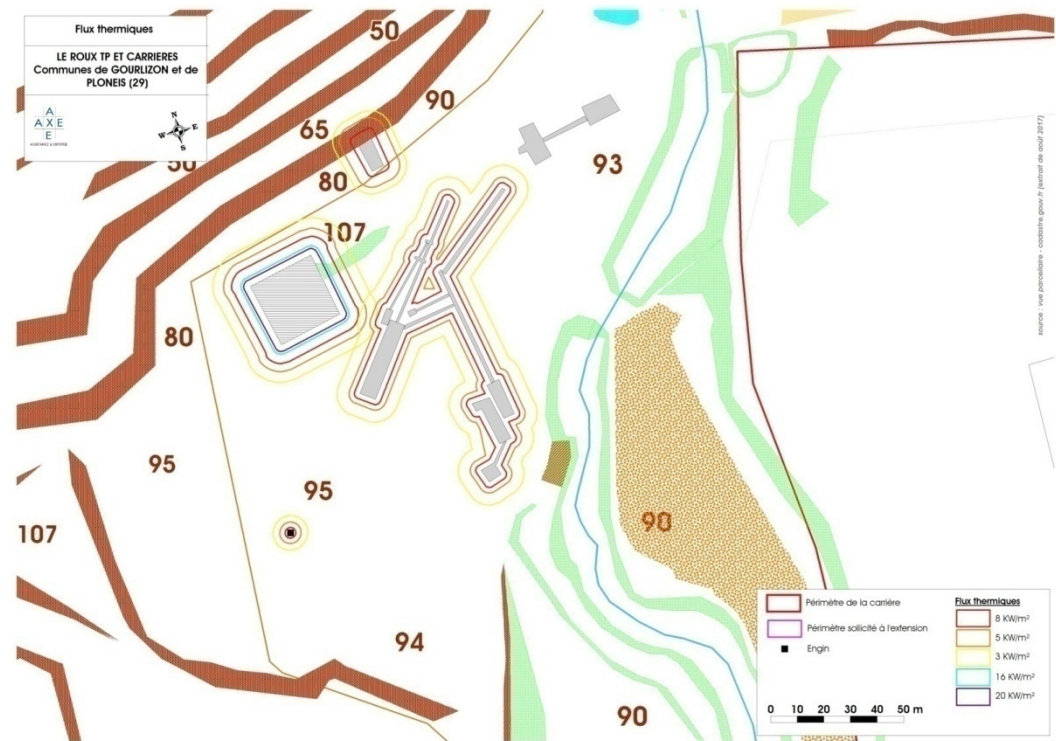 Flux thermiques
LE ROUX TP ET CARRIERES
Communes de GOURLIZON et de
PLONEIS (29)
A
AXE
E
N
W E
S
50
90
65
50
80
93
107
80
95
95
107
94
90
90
source : vue parcellaire - cadastre.gouv.fr (extrait de août 2017)
Périmètre de la carrière
Périmètre sollicité à l'extension
Engin
0 10 20 30 40 50 m
Flux thermiques
8 KW/m²
5 KW/m²
3 KW/m²
16 KW/m²
20 KW/m²